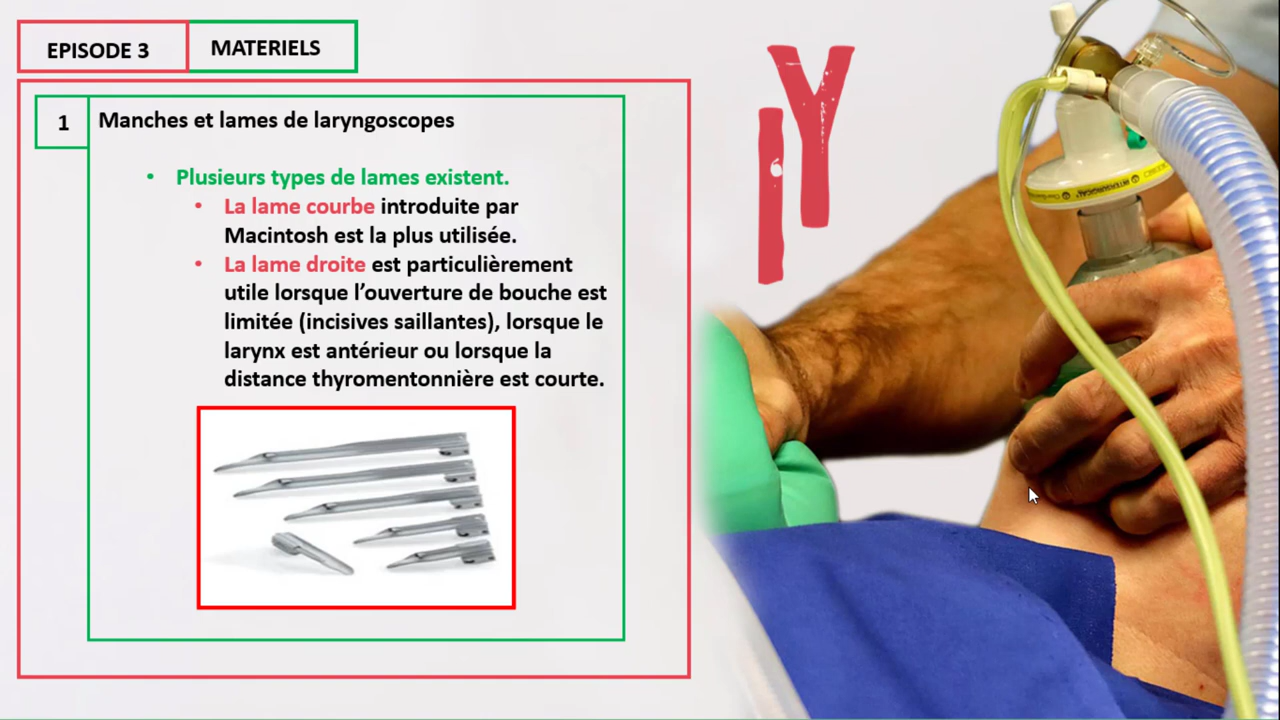 EPISODE 3
MATERIELS
1
Manches et lames de laryngoscopes
• Plusieurs types de lames existent.
• La lame courbe introduite par
Macintosh est la plus utilisée.
• La lame droite est particulièrement
utile lorsque l’ouverture de bouche est
limitée (incisives saillantes), lorsque le
larynx est antérieur ou lorsque la
distance thyromentonnière est courte.
INTERSURGICAL